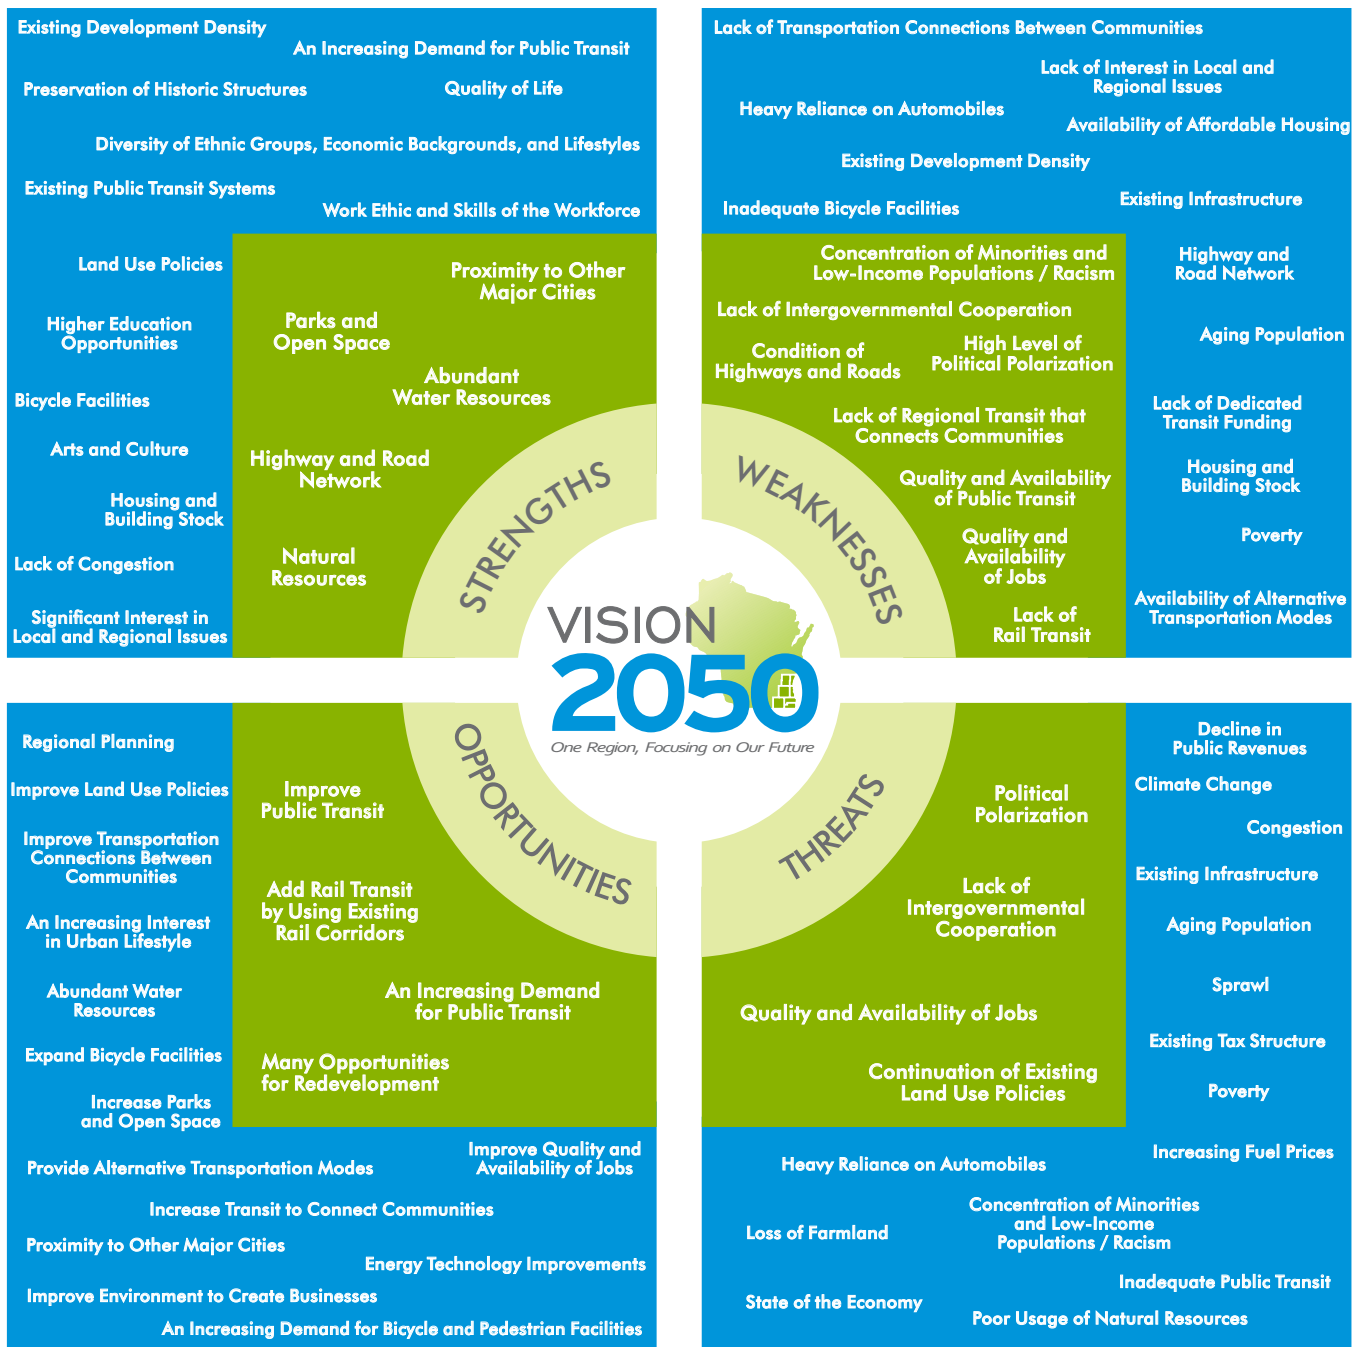 Existing Development Density
An Increasing Demand for Public Transit
Preservation of Historic Structures
Quality of Life
Diversity of Ethnic Groups, Economic Backgrounds, and Lifestyles
Existing Public Transit Systems
Work Ethic and Skills of the Workforce
Land Use Policies
Higher Education
Opportunities
Bicycle Facilities
Arts and Culture
Housing and
Building Stock
Lack of Congestion
Significant Interest in
Local and Regional Issues
Proximity to Other
Major Cities
Parks and
Open Space
Abundant
Water Resources
Highway and Road
Network
Natural
Resources
STRENGTHS
Lack of Transportation Connections Between Communities
Lack of Interest in Local and
Regional Issues
Heavy Reliance on Automobiles
Availability of Affordable Housing
Existing Development Density
Existing Infrastructure
Inadequate Bicycle Facilities
Concentration of Minorities and
Low-Income Populations / Racism
Lack of Intergovernmental Cooperation
Condition of
Highways and Roads
High Level of
Political Polarization
Lack of Regional Transit that
Connects Communities
Quality and Availability
of Public Transit
Quality and
Availability
of Jobs
Lack of
Rail Transit
Highway and
Road Network
Aging Population
Lack of Dedicated
Transit Funding
Housing and
Building Stock
Poverty
Availability of Alternative
Transportation Modes
WEAKNESSES
VISION
2050
One Region, Focusing on Our Future
Regional Planning
Improve Land Use Policies
Improve Transportation
Connections Between
Communities
An Increasing Interest
in Urban Lifestyle
Abundant Water
Resources
Expand Bicycle Facilities
Increase Parks
and Open Space
Improve
Public Transit
Add Rail Transit
by Using Existing
Rail Corridors
An Increasing Demand
for Public Transit
Many Opportunities
for Redevelopment
OPPORTUNITIES
Improve Quality and
Availability of Jobs
Provide Alternative Transportation Modes
Increase Transit to Connect Communities
Proximity to Other Major Cities
Energy Technology Improvements
Improve Environment to Create Businesses
An Increasing Demand for Bicycle and Pedestrian Facilities
THREATS
Political
Polarization
Lack of
Intergovernmental
Cooperation
Quality and Availability of Jobs
Continuation of Existing
Land Use Policies
Decline in
Public Revenues
Climate Change
Congestion
Existing Infrastructure
Aging Population
Sprawl
Existing Tax Structure
Poverty
Increasing Fuel Prices
Heavy Reliance on Automobiles
Concentration of Minorities
and Low-Income
Populations / Racism
Loss of Farmland
Inadequate Public Transit
State of the Economy
Poor Usage of Natural Resources